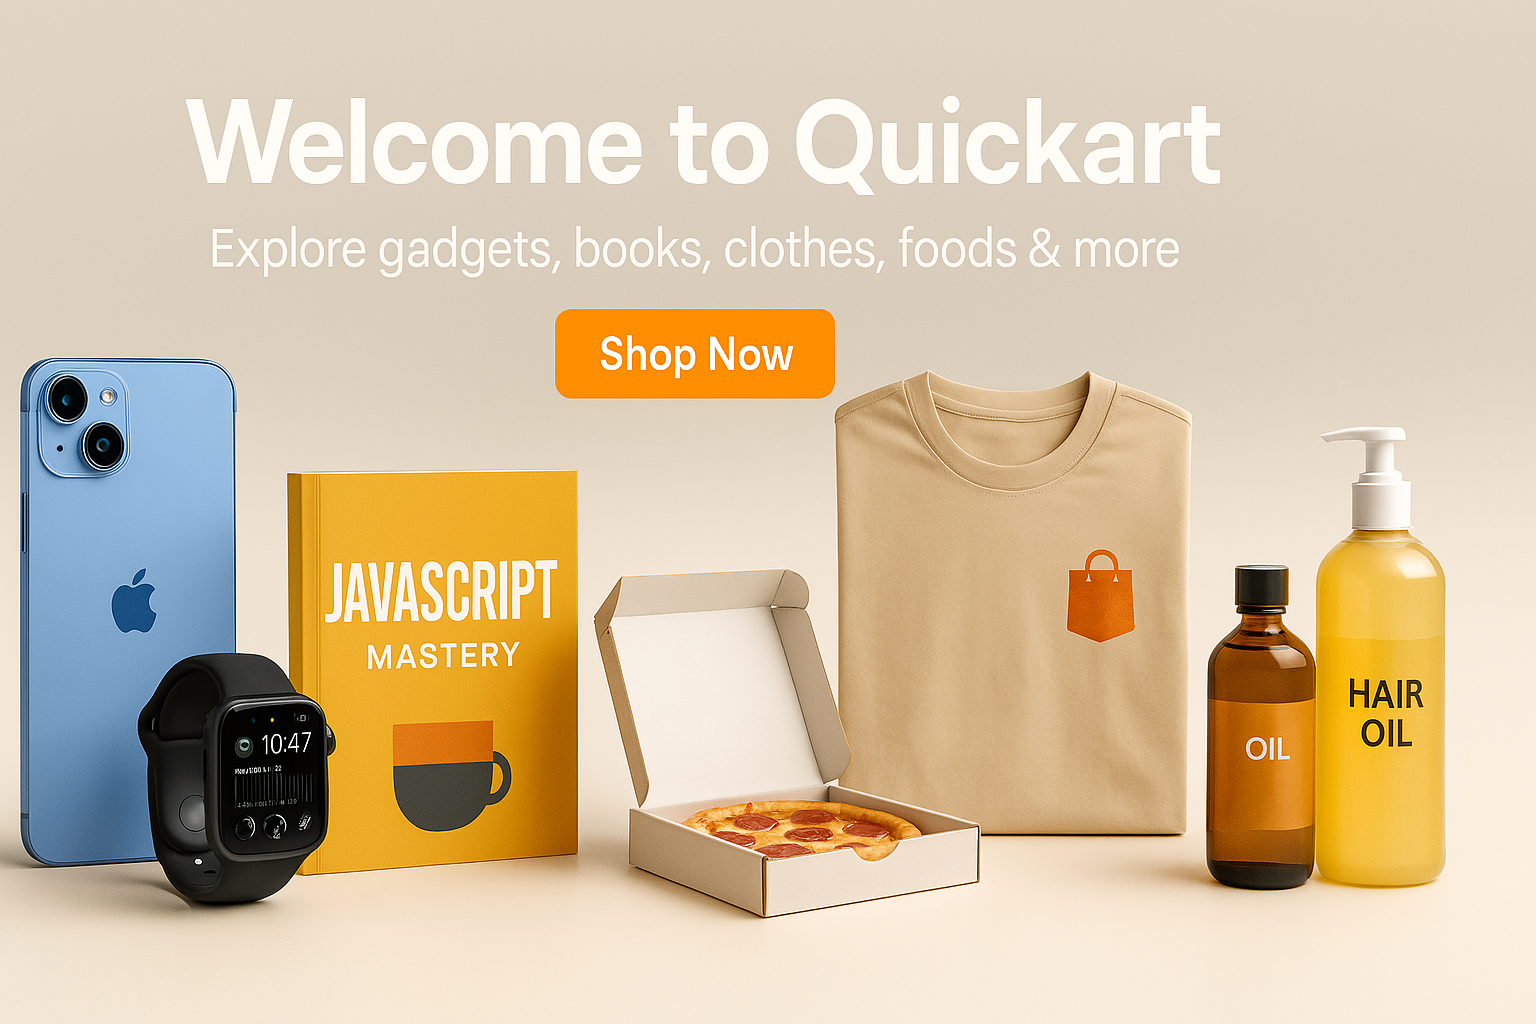 Welcome to Quickart
Explore gadgets, books, clothes, foods & more
Shop Now
JAVASCRIPT
MASTERY
10:47
OIL
HAIR
OIL